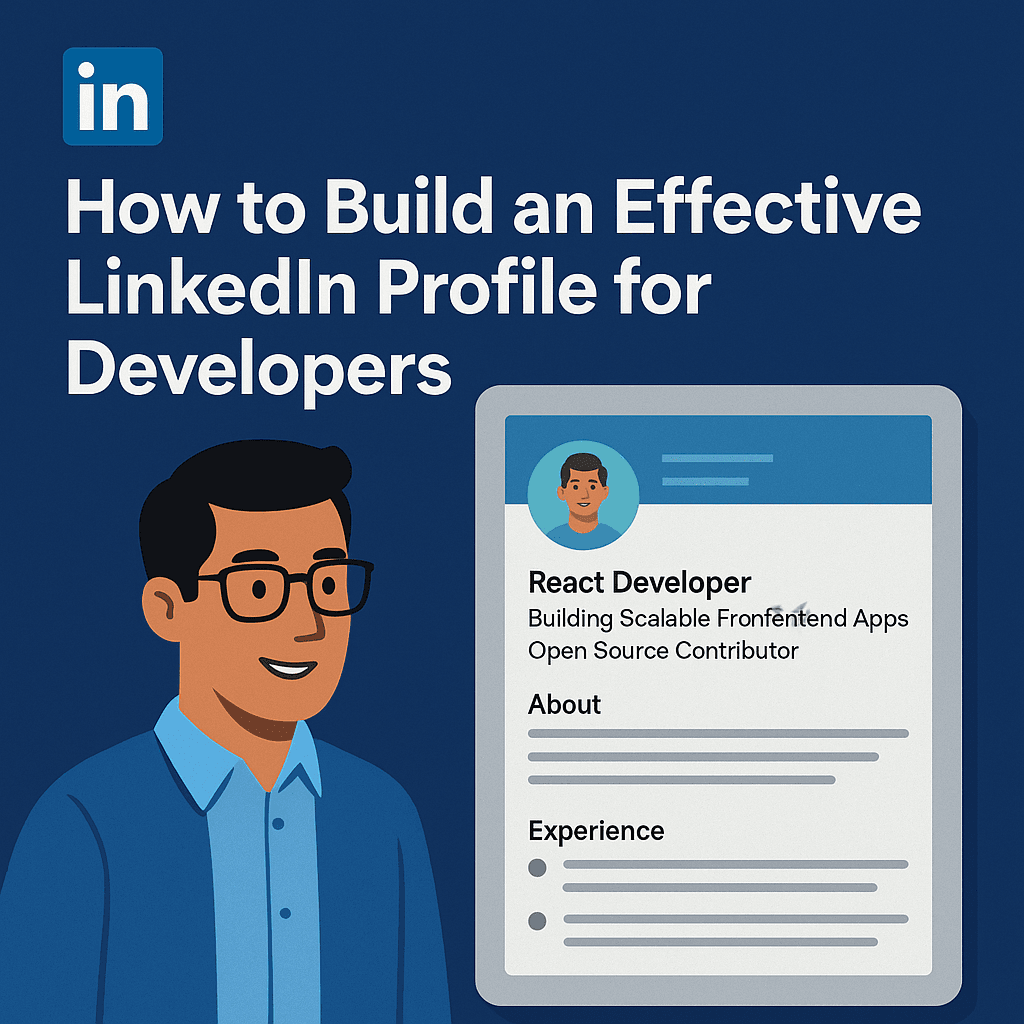 in
How to Build an Effective
LinkedIn Profile for
Developers
React Developer
Building Scalable Fronfentend Apps
Open Source Contributor
About
Experience